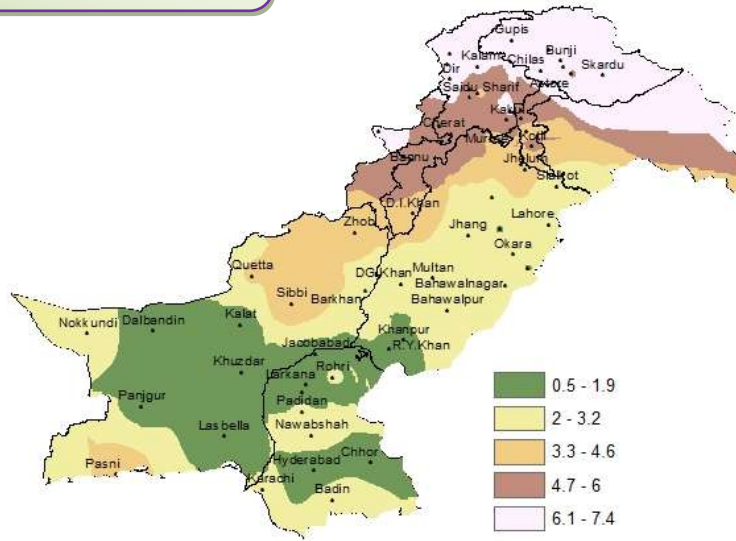 Gupis
Kalam
Chilas
Bunji
Skardu
Dir
Astore
Saidu Sharif
Kakul
Cherat
Kotli
Bannu
Jhelum
Sialkot
D.I.Khan
Zhob
Lahore
Jhang
Okara
Quetta
DG.Khan
Multan
Sibbi
Barkhan
Bahawalnagar
Bahawalpur
Nokkundi
Dalbandin
Kalat
Khanpur
Jacobabad
R.Y.Khan
Khuzdar
Rohri
Larkana
Panjgur
Padidan
Lasbella
Nawabshah
Pasni
Hyderabad
Chhor
Karachi
Badin
0.5 - 1.9
2 - 3.2
3.3 - 4.6
4.7 - 6
6.1 - 7.4